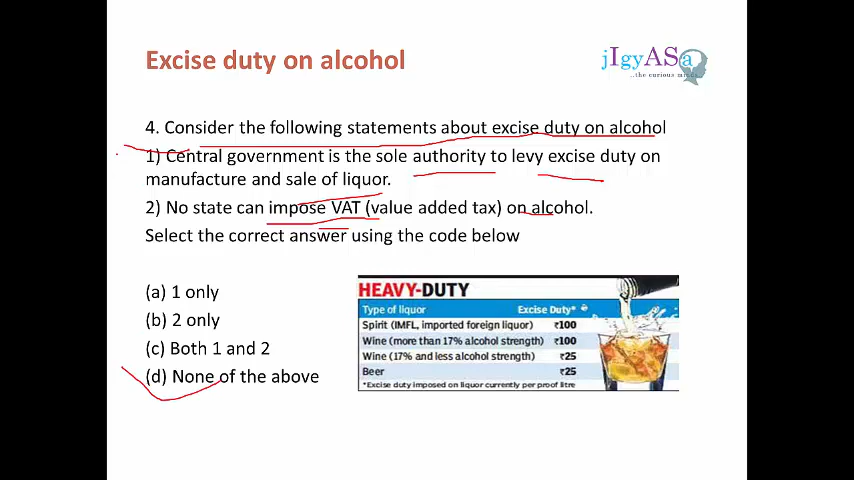 Excise duty on alcohol
jIgyASa
..the curious minds..
4. Consider the following statements about excise duty on alcohol
1) Central government is the sole authority to levy excise duty on
manufacture and sale of liquor.
2) No state can impose VAT (value added tax) on alcohol.
Select the correct answer using the code below
(a) 1 only
(b) 2 only
(c) Both 1 and 2
(d) None of the above
HEAVY-DUTY
Type of liquor Excise Duty*
Spirit (IMFL, imported foreign liquor) ₹100
Wine (more than 17% alcohol strength) ₹100
Wine (17% and less alcohol strength) ₹25
Beer ₹25
*Excise duty imposed on liquor currently per proof litre